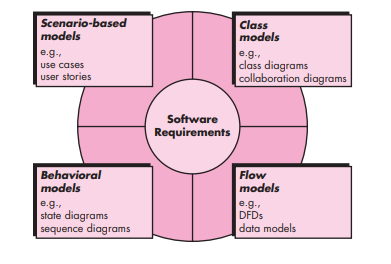 Scenario-based
models
e.g.,
use cases
user stories
Class
models
e.g.,
class diagrams
collaboration diagrams
Software
Requirements
Behavioral
models
e.g.,
state diagrams
sequence diagrams
Flow
models
e.g.,
DFDs
data models